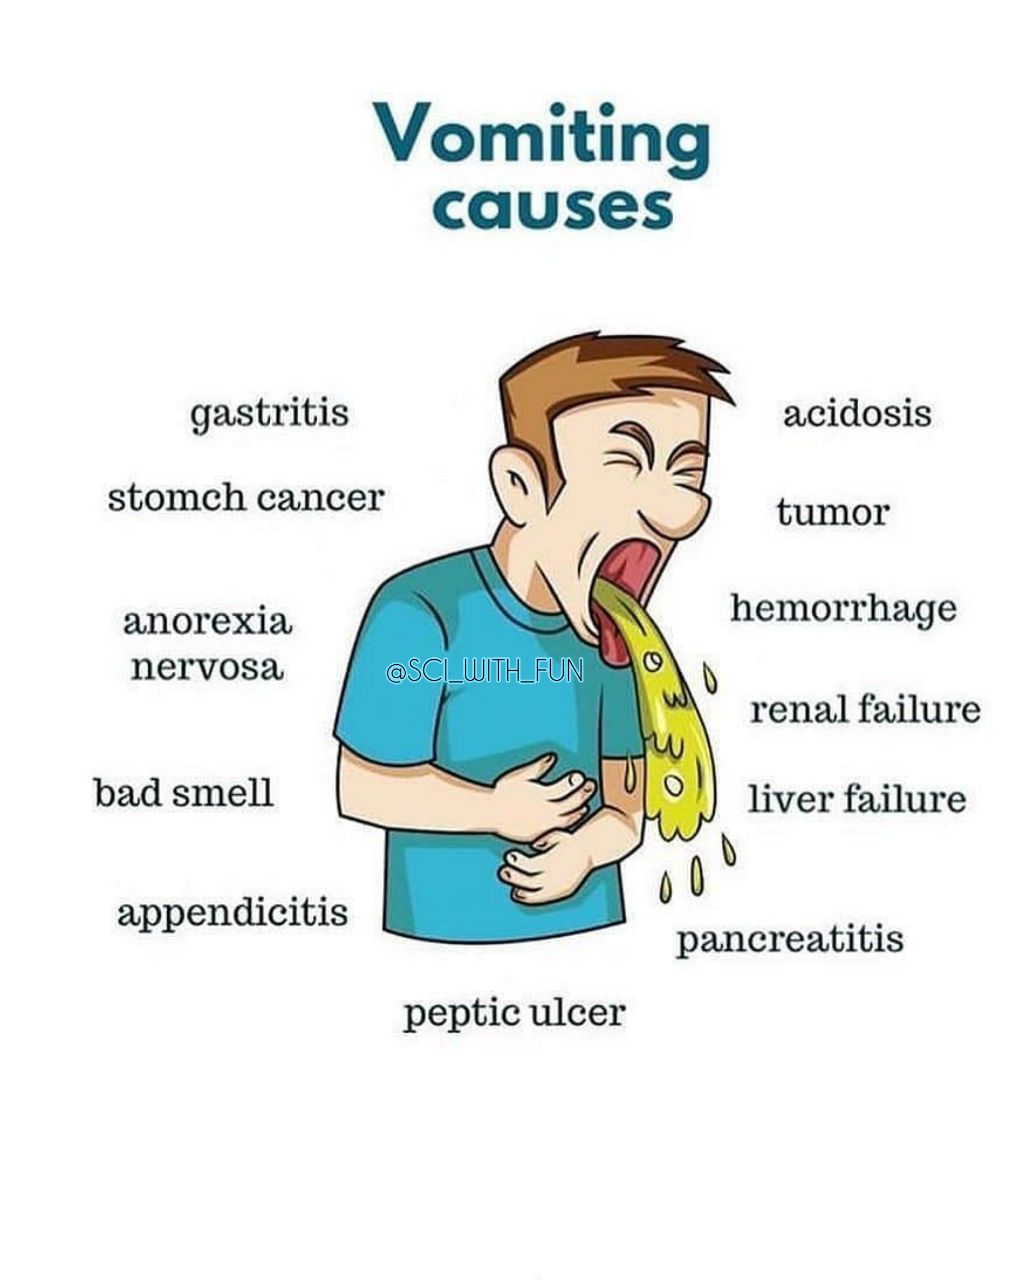 Vomiting
causes
gastritis
stomch cancer
anorexia
nervosa
bad smell
appendicitis
@SCI_WITH_FUN
acidosis
tumor
hemorrhage
renal failure
liver failure
pancreatitis
peptic ulcer